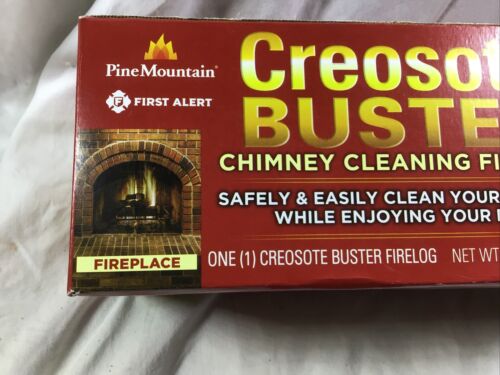 PineMountain®
F FIRST ALERT
Creoso
BUSTE
CHIMNEY CLEANING FI
SAFELY & EASILY CLEAN YOUR
WHILE ENJOYING YOUR
FIREPLACE
ONE (1) CREOSOTE BUSTER FIRELOG NET WT